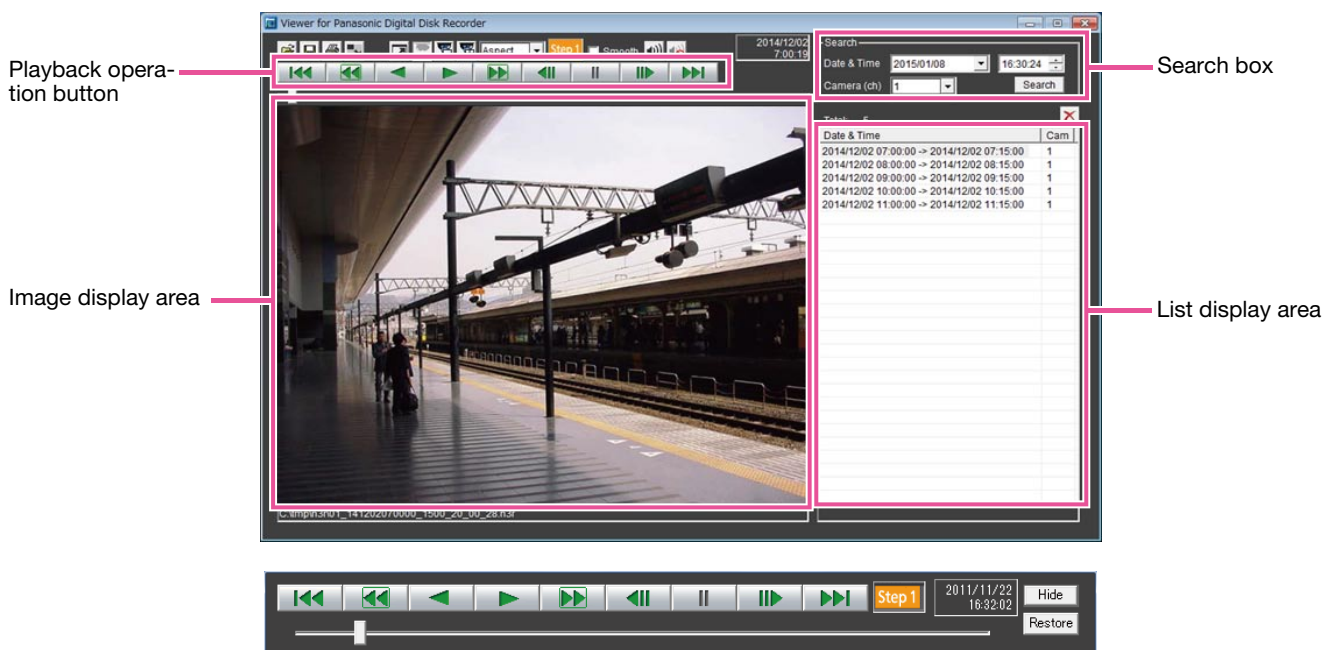 Viewer for Panasonic Digital Disk Recorder
Aspect
Step 1
Smooth
2014/12/02
7:00:19
Search
Date & Time 2015/01/08 16:30:24
Camera (ch) 1 Search
Playback opera-
tion button
Search box
Total: 5
Date & Time Cam
2014/12/02 07:00:00 -> 2014/12/02 07:15:00 1
2014/12/02 08:00:00 -> 2014/12/02 08:15:00 1
2014/12/02 09:00:00 -> 2014/12/02 09:15:00 1
2014/12/02 10:00:00 -> 2014/12/02 10:15:00 1
2014/12/02 11:00:00 -> 2014/12/02 11:15:00 1
Image display area
List display area
C:\tmp\n3h01_141202070000_1500_20_00_28.n3r
Step 1
2011/11/22
16:32:02
Hide
Restore